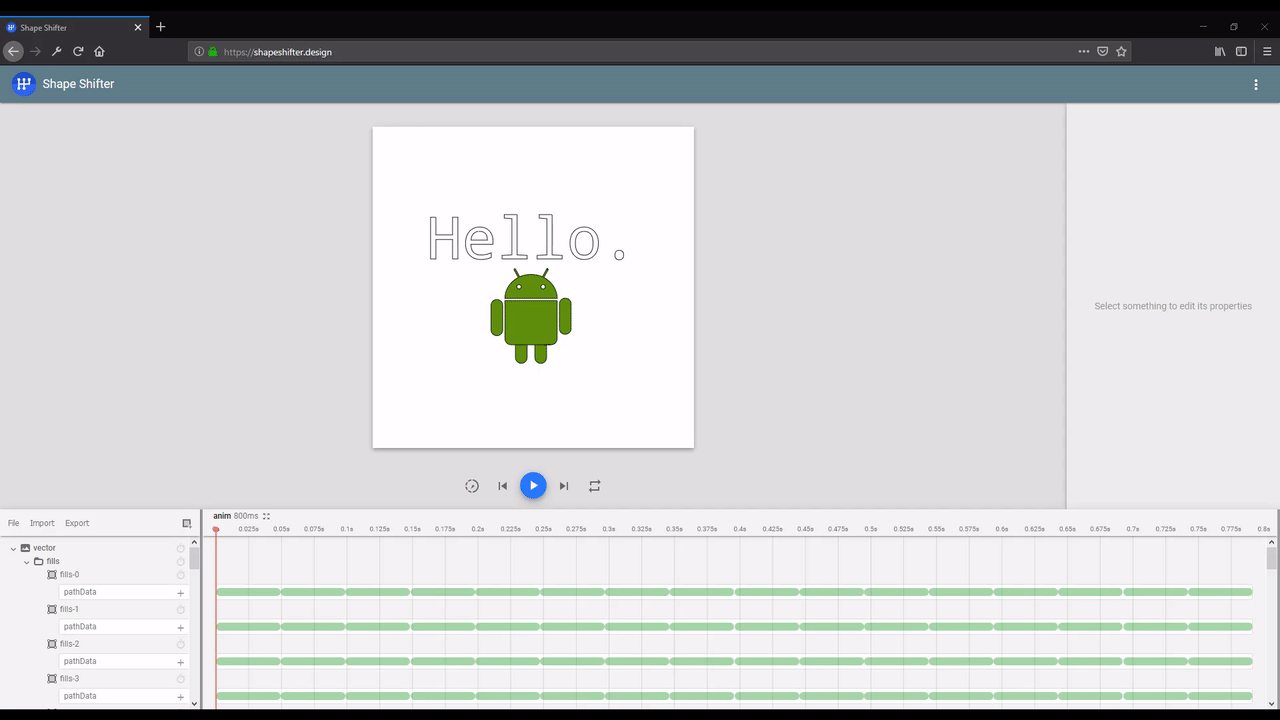 Shape Shifter
https://shapeshifter.design
Shape Shifter
Hello.
Select something to edit its properties
File Import Export
anim 800ms
0.025s 0.05s 0.075s 0.1s 0.125s 0.15s 0.175s 0.2s 0.225s 0.25s 0.275s 0.3s 0.325s 0.35s 0.375s 0.4s 0.425s 0.45s 0.475s 0.5s 0.525s 0.55s 0.575s 0.6s 0.625s 0.65s 0.675s 0.7s 0.725s 0.75s 0.775s 0.8s
vector
fills
fills-0
pathData
fills-1
pathData
fills-2
pathData
fills-3
pathData